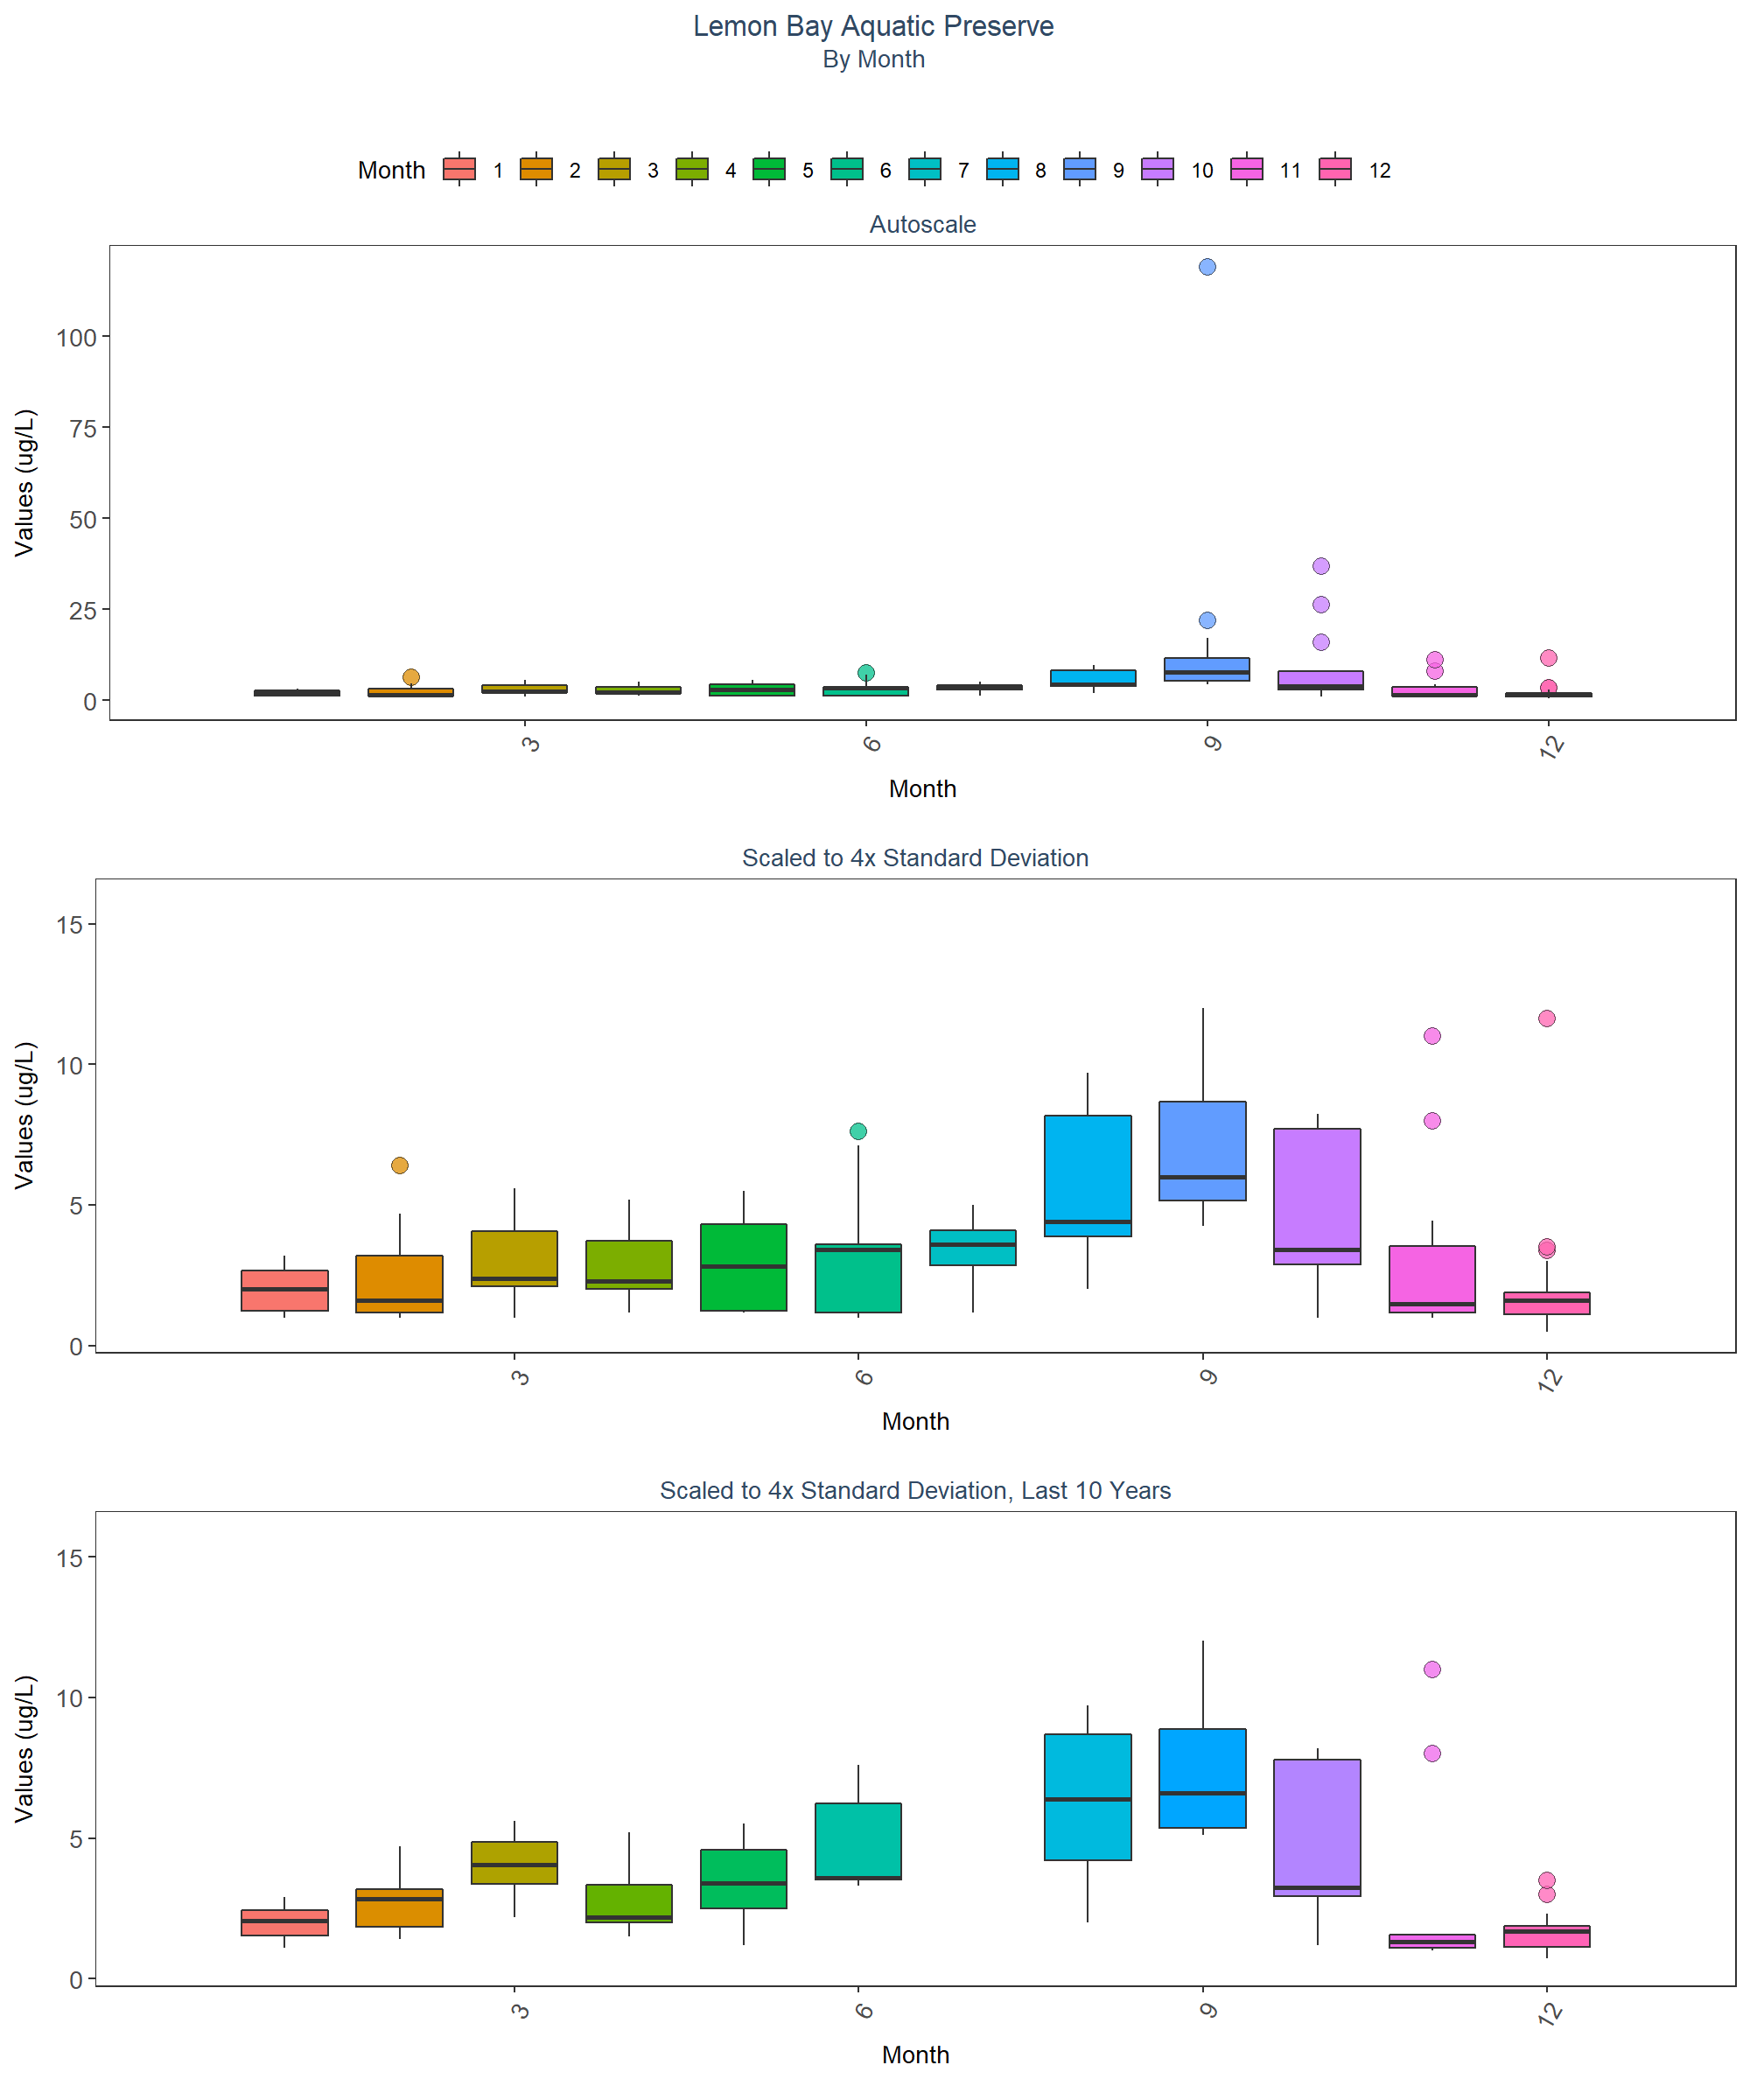 Lemon Bay Aquatic Preserve
By Month
Month 1 2 3 4 5 6 7 8 9 10 11 12
Autoscale
100
75
50
25
0
Values (ug/L)
3 6 9 12
Month
Scaled to 4x Standard Deviation
15
10
5
0
Values (ug/L)
3 6 9 12
Month
Scaled to 4x Standard Deviation, Last 10 Years
15
10
5
0
Values (ug/L)
3 6 9 12
Month